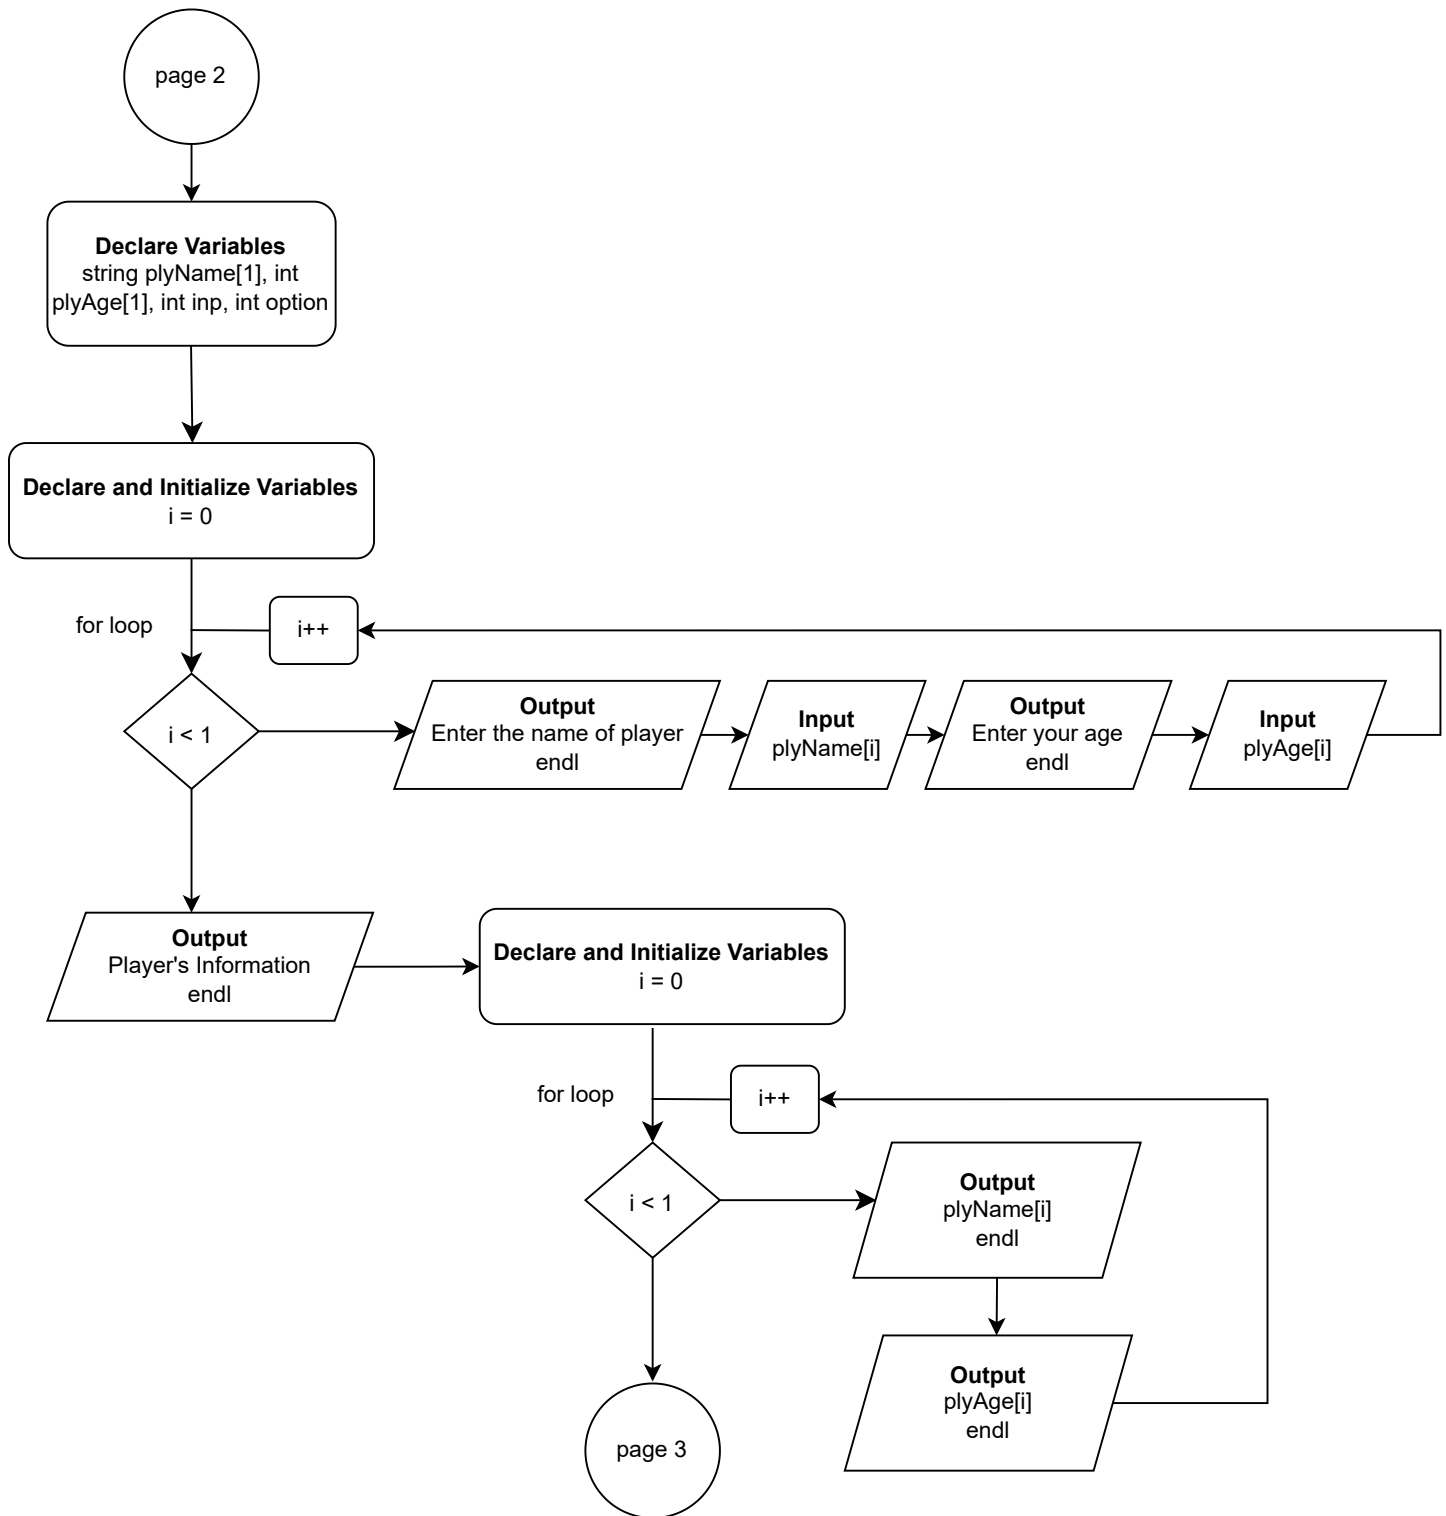 page 2
Declare Variables
string plyName[1], int
plyAge[1], int inp, int option
Declare and Initialize Variables
i = 0
for loop
i++
i < 1
Output
Enter the name of player
endl
Input
plyName[i]
Output
Enter your age
endl
Input
plyAge[i]
Output
Player's Information
endl
Declare and Initialize Variables
i = 0
for loop
i++
i < 1
Output
plyName[i]
endl
Output
plyAge[i]
endl
page 3